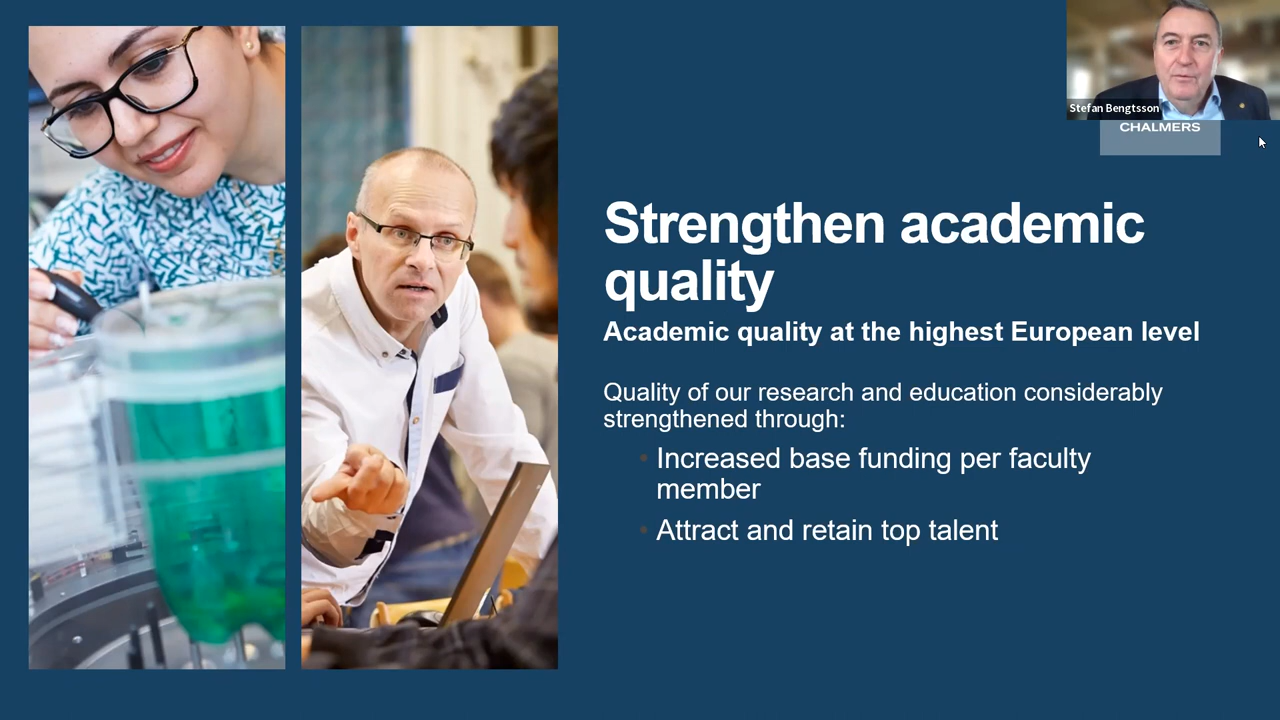 Stefan Bengtsson
CHALMERS
Strengthen academic
quality
Academic quality at the highest European level
Quality of our research and education considerably
strengthened through:
• Increased base funding per faculty
member
• Attract and retain top talent